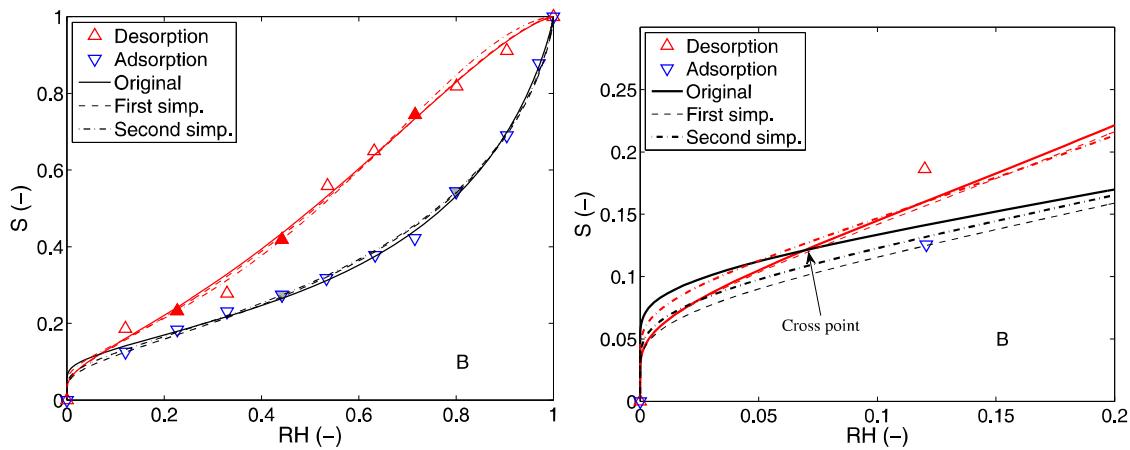 1
0.8
0.6
0.4
0.2
0
S (-)
Desorption
Adsorption
Original
First simp.
Second simp.
B
0
0.2
0.4
0.6
0.8
1
RH (-)
0.25
0.2
0.15
0.1
0.05
0
S (-)
Desorption
Adsorption
Original
First simp.
Second simp.
Cross point
B
0
0.05
0.1
0.15
0.2
RH (-)